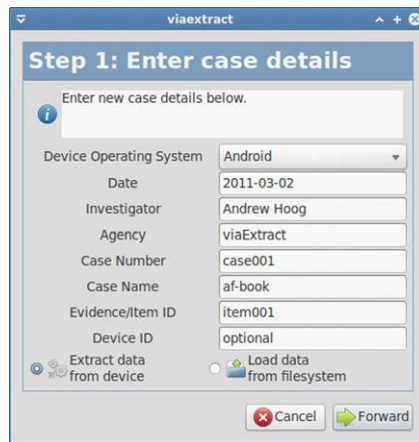 viaextract
Step 1: Enter case details
Enter new case details below.
Device Operating System Android
Date 2011-03-02
Investigator Andrew Hoog
Agency viaExtract
Case Number case001
Case Name af-book
Evidence/Item ID item001
Device ID optional
Extract data Load data
from device from filesystem
Cancel Forward